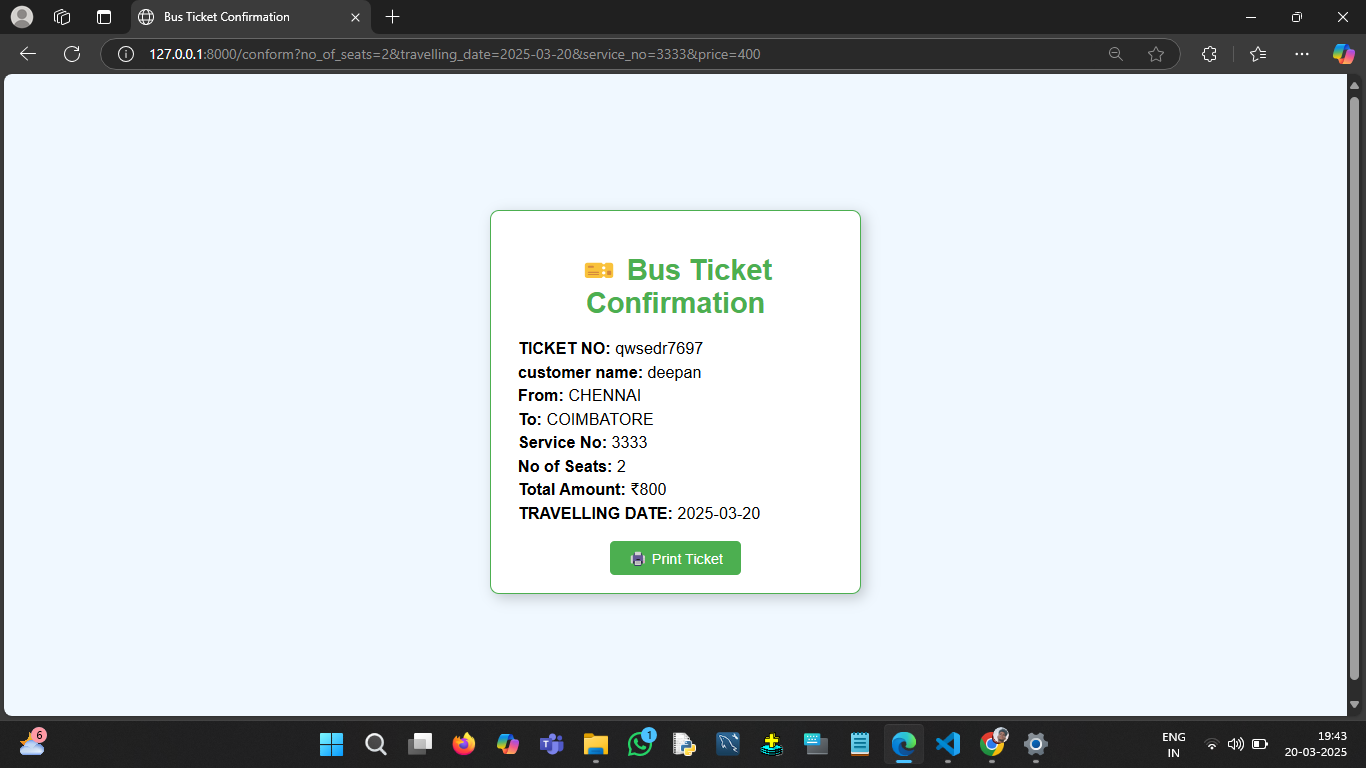 Bus Ticket Confirmation
127.0.0.1:8000/conform?no_of_seats=2&travelling_date=2025-03-20&service_no=3333&price=400
🎫 Bus Ticket
Confirmation
TICKET NO: qwsedr7697
customer name: deepan
From: CHENNAI
To: COIMBATORE
Service No: 3333
No of Seats: 2
Total Amount: ₹800
TRAVELLING DATE: 2025-03-20
🖨 Print Ticket
6
1
ENG
IN
19:43
20-03-2025